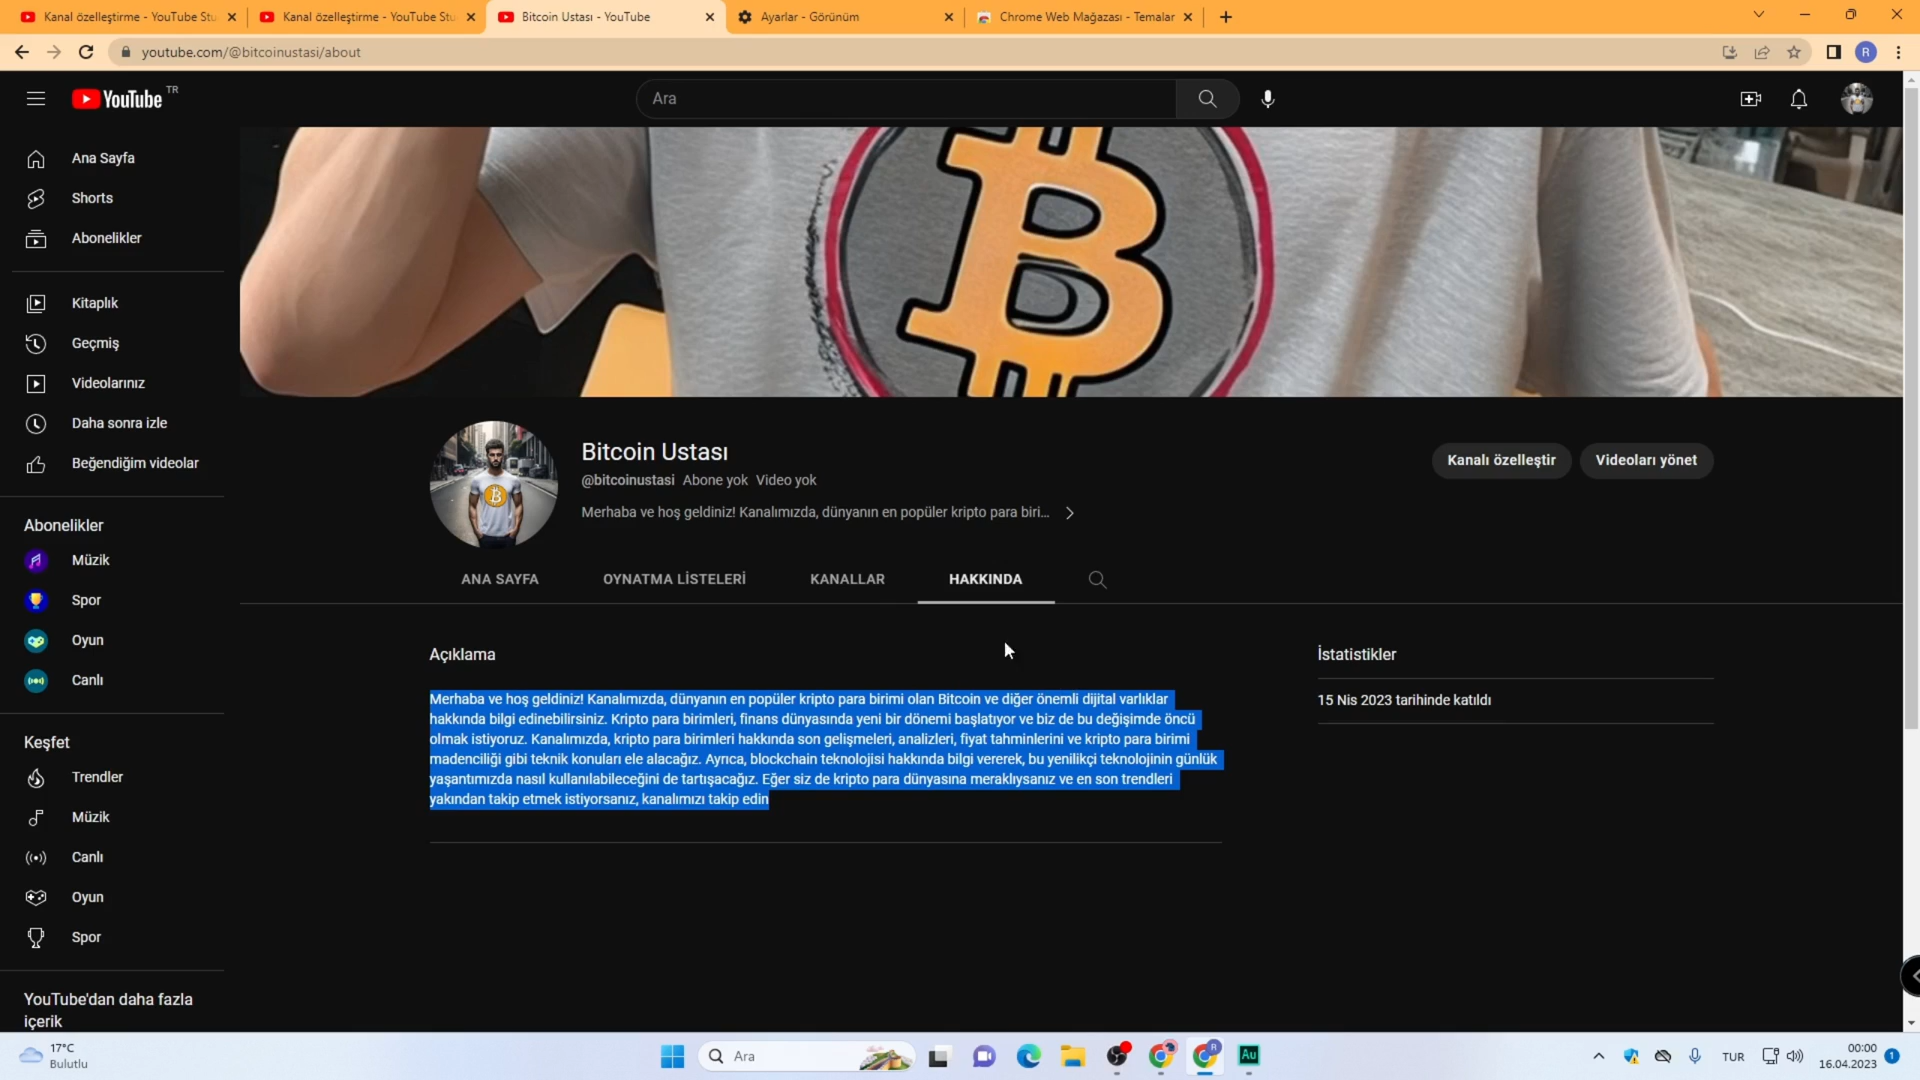 Kanal özelleştirme - YouTube Stu
Kanal özelleştirme - YouTube Stu
Bitcoin Ustası - YouTube
Ayarlar - Görünüm
Chrome Web Mağazası - Temalar
youtube.com/@bitcoinustasi/about
R
YouTube TR
Ara
Ana Sayfa
Shorts
Abonelikler
Kitaplık
Geçmiş
Videolarınız
Daha sonra izle
Beğendiğim videolar
Abonelikler
Müzik
Spor
Oyun
Canlı
Keşfet
Trendler
Müzik
Canlı
Oyun
Spor
YouTube'dan daha fazla
içerik
Bitcoin Ustası
@bitcoinustasi Abone yok Video yok
Merhaba ve hoş geldiniz! Kanalımızda, dünyanın en popüler kripto para biri...
Kanalı özelleştir
Videoları yönet
ANA SAYFA
OYNATMA LİSTELERİ
KANALLAR
HAKKINDA
Açıklama
Merhaba ve hoş geldiniz! Kanalımızda, dünyanın en popüler kripto para birimi olan Bitcoin ve diğer önemli dijital varlıklar
hakkında bilgi edinebilirsiniz. Kripto para birimleri, finans dünyasında yeni bir dönemi başlatıyor ve biz de bu değişimde öncü
olmak istiyoruz. Kanalımızda, kripto para birimleri hakkında son gelişmeleri, analizleri, fiyat tahminlerini ve kripto para birimi
madenciliği gibi teknik konuları ele alacağız. Ayrıca, blockchain teknolojisi hakkında bilgi vererek, bu yenilikçi teknolojinin günlük
yaşantımızda nasıl kullanılabileceğini de tartışacağız. Eğer siz de kripto para dünyasına meraklıysanız ve en son trendleri
yakından takip etmek istiyorsanız, kanalımızı takip edin
İstatistikler
15 Nis 2023 tarihinde katıldı
17°C
Bulutlu
Ara
R
Au
TUR
00:00
16.04.2023
1